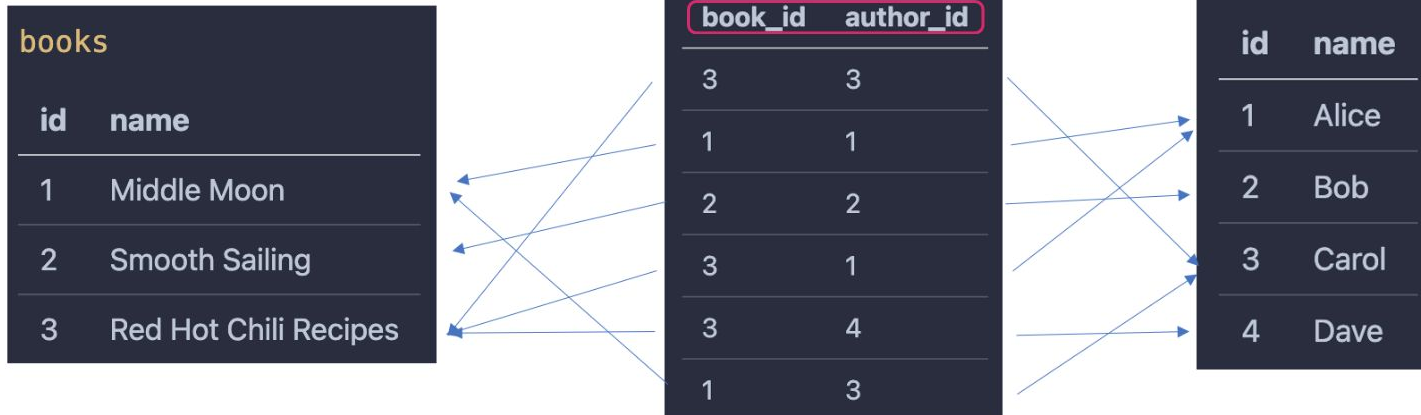 books
id name
1 Middle Moon
2 Smooth Sailing
3 Red Hot Chili Recipes
book_id author_id
3 3
1 1
2 2
3 1
3 4
1 3
id name
1 Alice
2 Bob
3 Carol
4 Dave